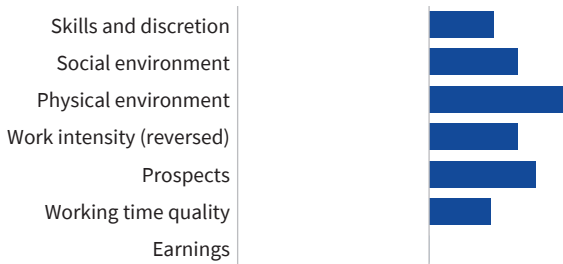 Skills and discretion
Social environment
Physical environment
Work intensity (reversed)
Prospects
Working time quality
Earnings